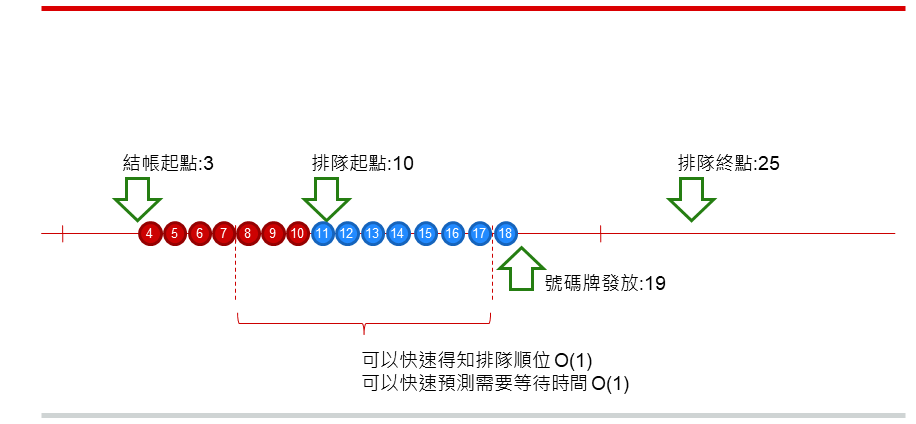 結帳起點:3
排隊起點:10
排隊終點:25
4 5 6 7 8 9 10 11 12 13 14 15 16 17 18
號碼牌發放:19
可以快速得知排隊順位 O(1)
可以快速預測需要等待時間 O(1)